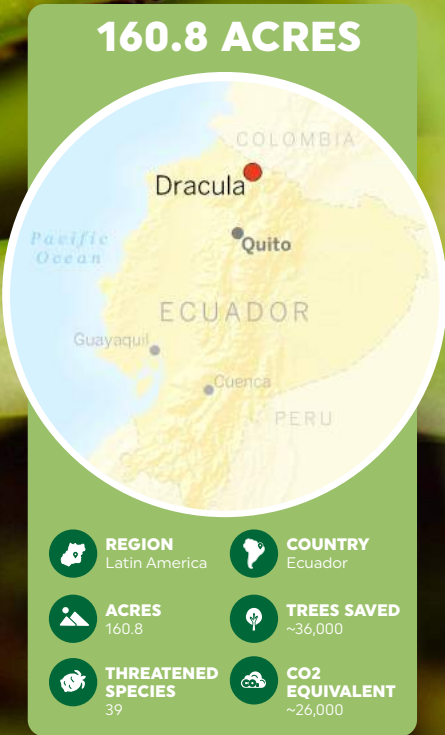 160.8 ACRES
COLOMBIA
Dracula
Pacific
Ocean
Quito
ECUADOR
Guayaquil
Cuenca
PERU
REGION
Latin America
COUNTRY
Ecuador
ACRES
160.8
TREES SAVED
~36,000
THREATENED
SPECIES
39
CO2
EQUIVALENT
~26,000